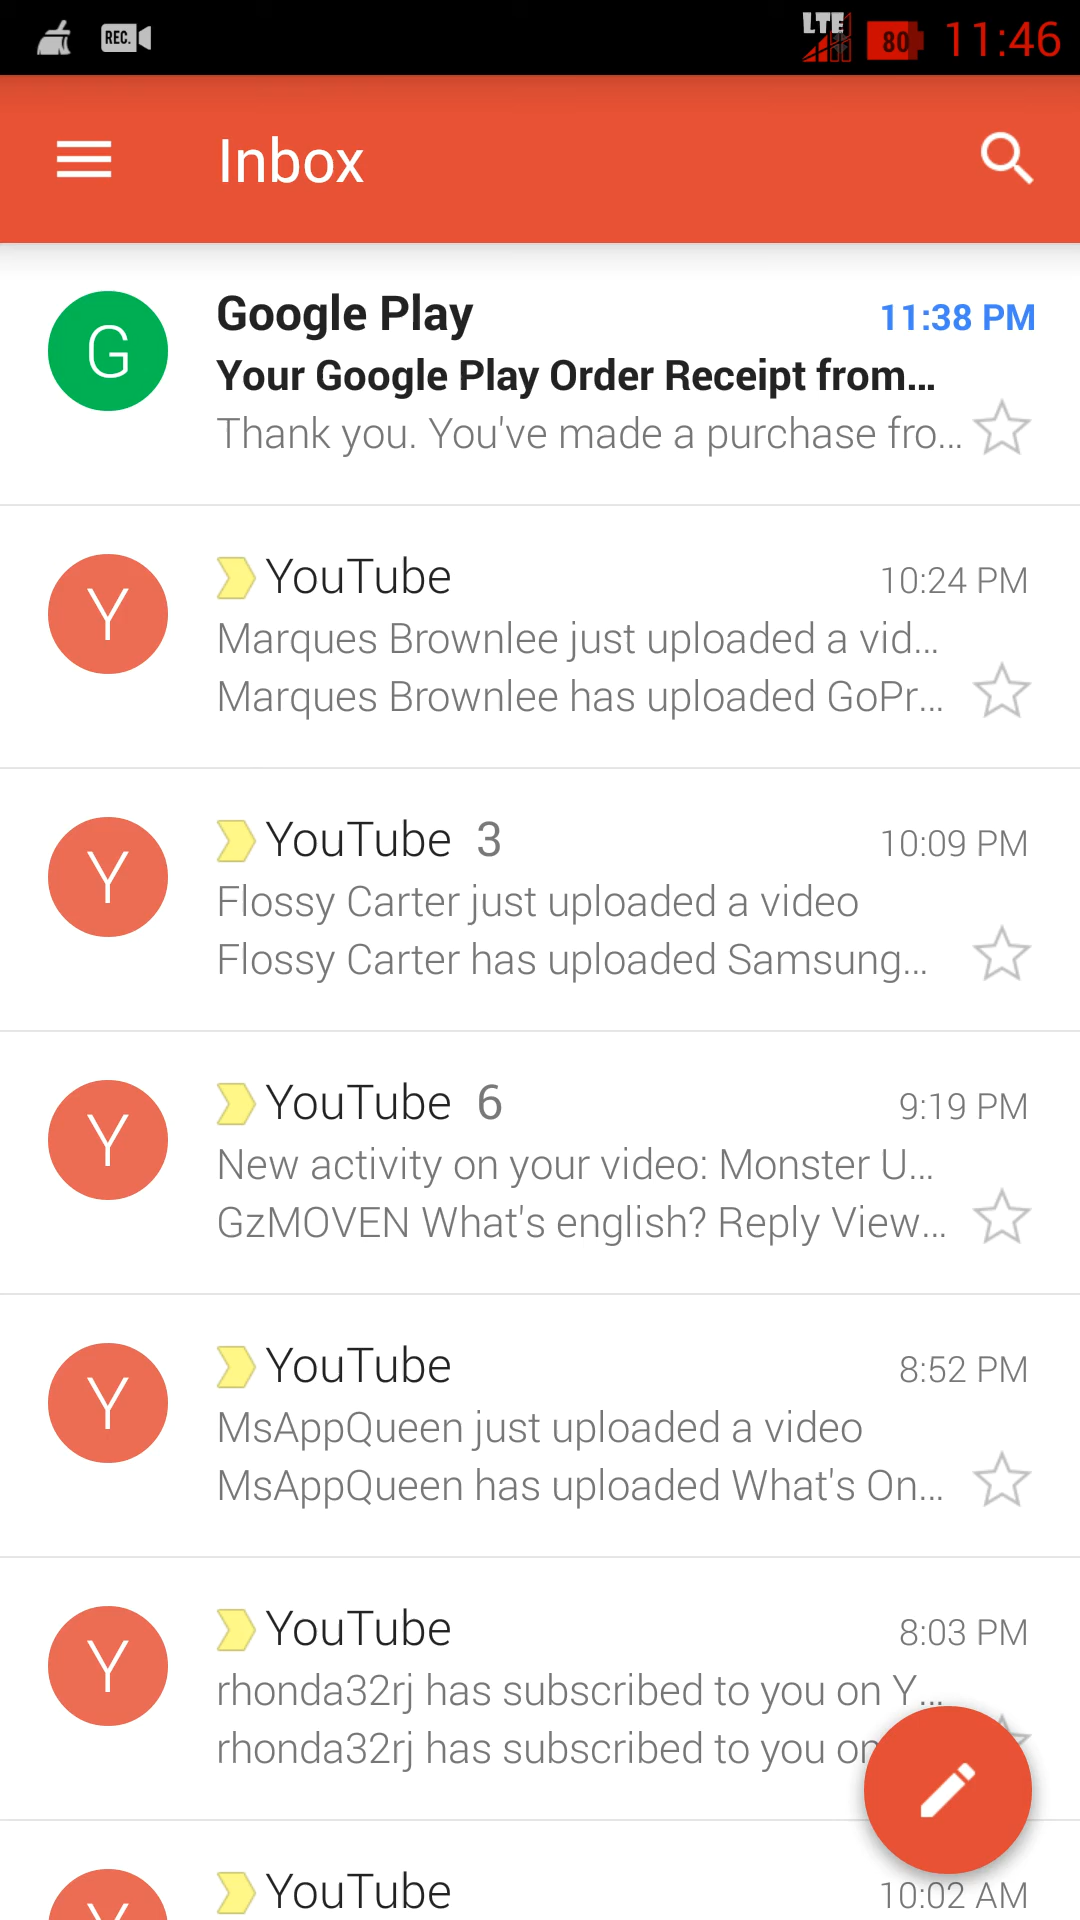 REC. LTE 80 11:46
Inbox
G Google Play 11:38 PM
Your Google Play Order Receipt from...
Thank you. You've made a purchase fro...
Y YouTube 10:24 PM
Marques Brownlee just uploaded a vid...
Marques Brownlee has uploaded GoPr...
Y YouTube 3 10:09 PM
Flossy Carter just uploaded a video
Flossy Carter has uploaded Samsung...
Y YouTube 6 9:19 PM
New activity on your video: Monster U...
GzMOVEN What's english? Reply View...
Y YouTube 8:52 PM
MsAppQueen just uploaded a video
MsAppQueen has uploaded What's On...
Y YouTube 8:03 PM
rhonda32rj has subscribed to you on Y...
rhonda32rj has subscribed to you on
Y YouTube 10:02 AM